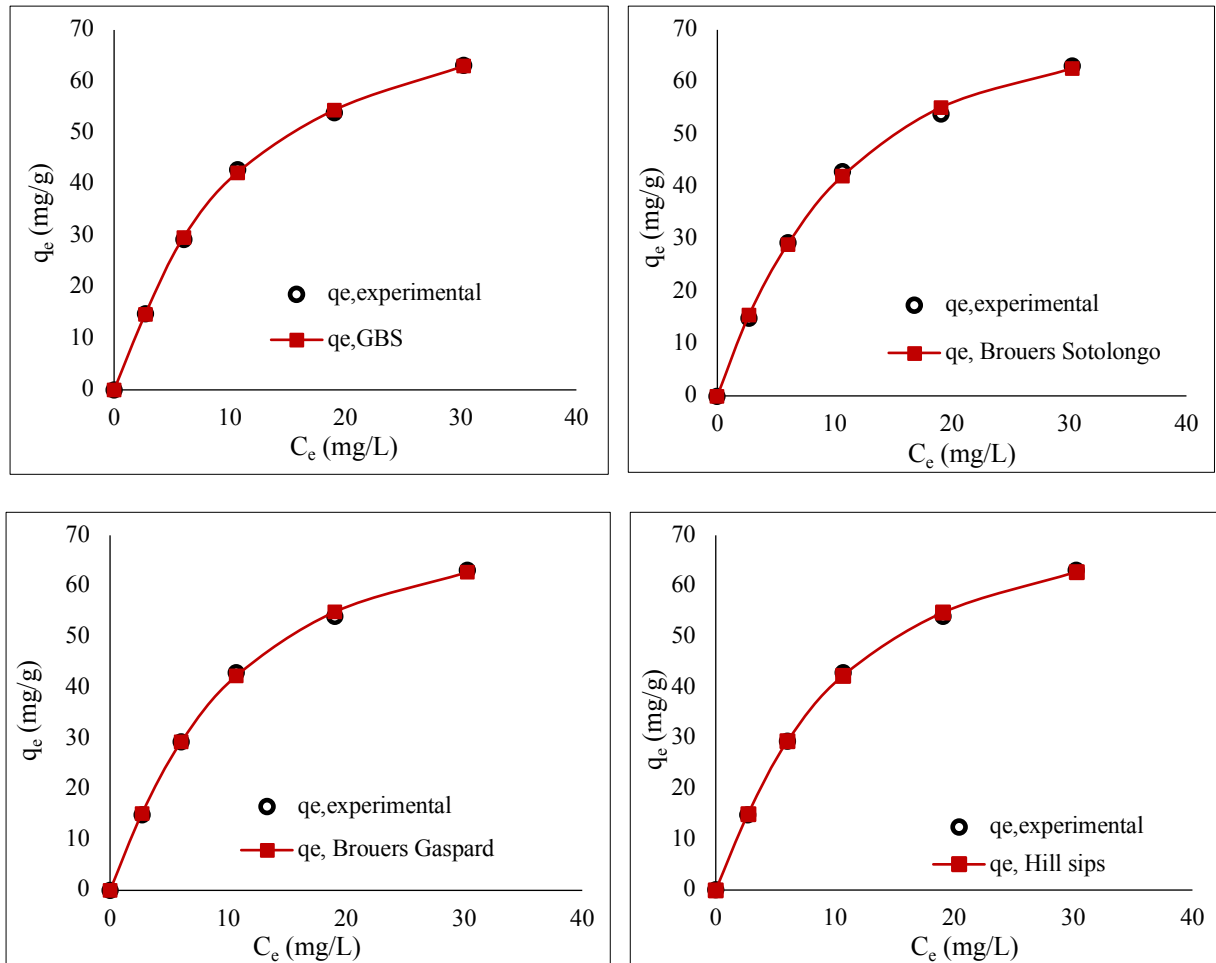 70
60
50
40
30
20
10
0
qₑ (mg/g)
qe,experimental
qe,GBS
0 10 20 30 40
Cₑ (mg/L)
70
60
50
40
30
20
10
0
qₑ (mg/g)
qe,experimental
qe, Brouers Sotolongo
0 10 20 30 40
Cₑ (mg/L)
70
60
50
40
30
20
10
0
qₑ (mg/g)
qe,experimental
qe, Brouers Gaspard
0 10 20 30 40
Cₑ (mg/L)
70
60
50
40
30
20
10
0
qₑ (mg/g)
qe,experimental
qe, Hill sips
0 10 20 30 40
Cₑ (mg/L)